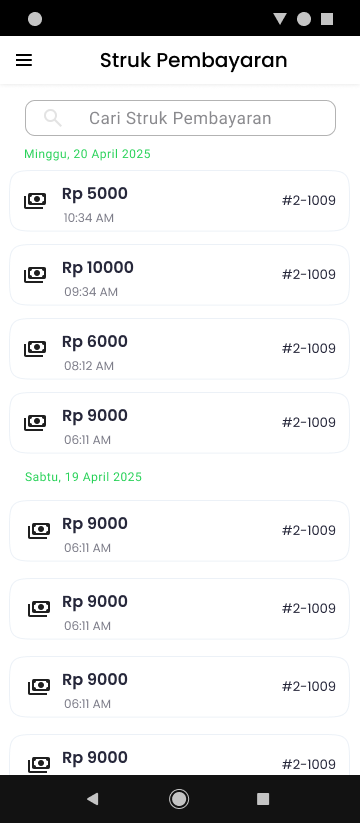 Struk Pembayaran
Cari Struk Pembayaran
Minggu, 20 April 2025
Rp 5000
#2-1009
10:34 AM
Rp 10000
#2-1009
09:34 AM
Rp 6000
#2-1009
08:12 AM
Rp 9000
#2-1009
06:11 AM
Sabtu, 19 April 2025
Rp 9000
#2-1009
06:11 AM
Rp 9000
#2-1009
06:11 AM
Rp 9000
#2-1009
06:11 AM
Rp 9000
#2-1009